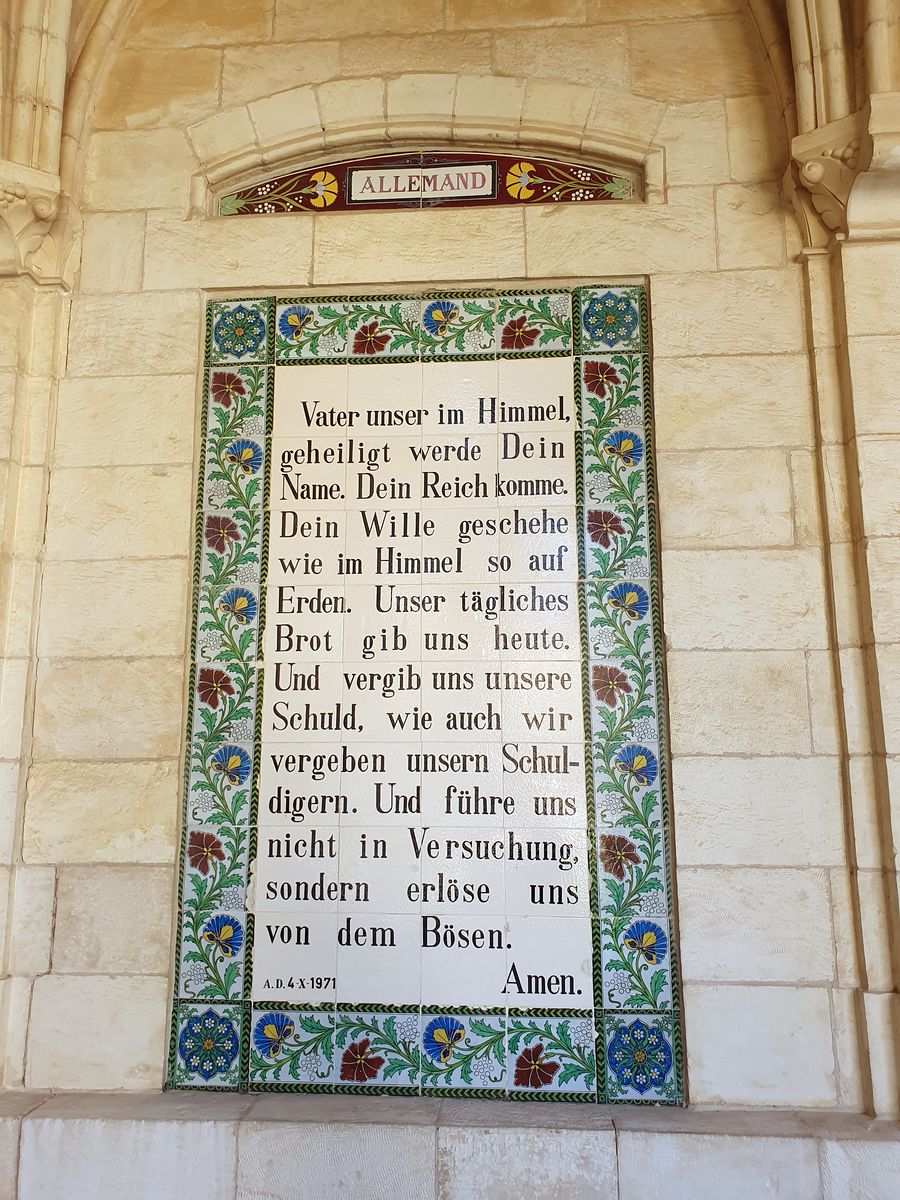 ALLEMAND
Vater unser im Himmel,
geheiligt werde Dein
Name. Dein Reich komme.
Dein Wille geschehe
wie im Himmel so auf
Erden. Unser tägliches
Brot gib uns heute.
Und vergib uns unsere
Schuld, wie auch wir
vergeben unsern Schul-
digern. Und führe uns
nicht in Versuchung,
sondern erlöse uns
von dem Bösen.
A.D. 4-X-1971 Amen.